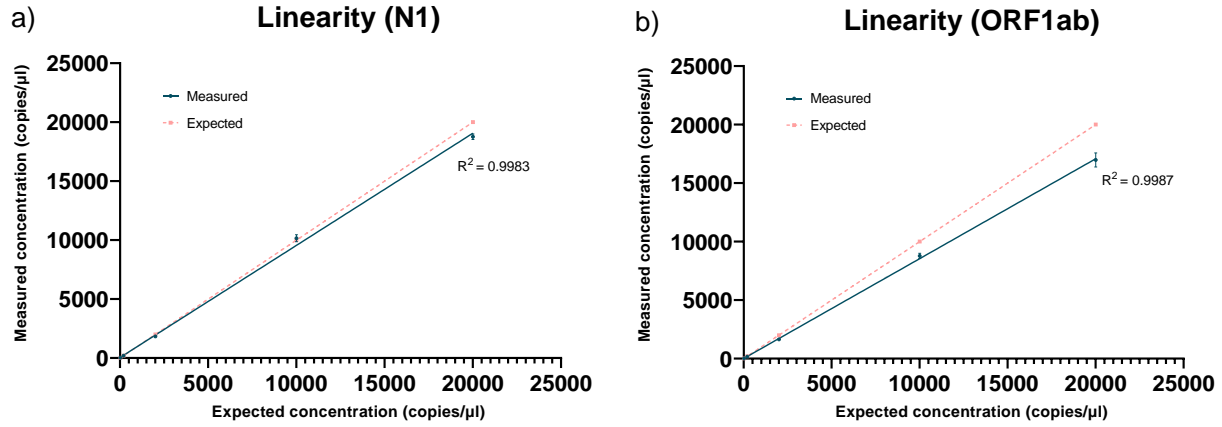 a)
Linearity (N1)
Measured concentration (copies/µl)
25000
20000
15000
10000
5000
0
Measured
Expected
R² = 0.9983
0 5000 10000 15000 20000 25000
Expected concentration (copies/µl)
b)
Linearity (ORF1ab)
Measured concentration (copies/µl)
25000
20000
15000
10000
5000
0
Measured
Expected
R² = 0.9987
0 5000 10000 15000 20000 25000
Expected concentration (copies/µl)